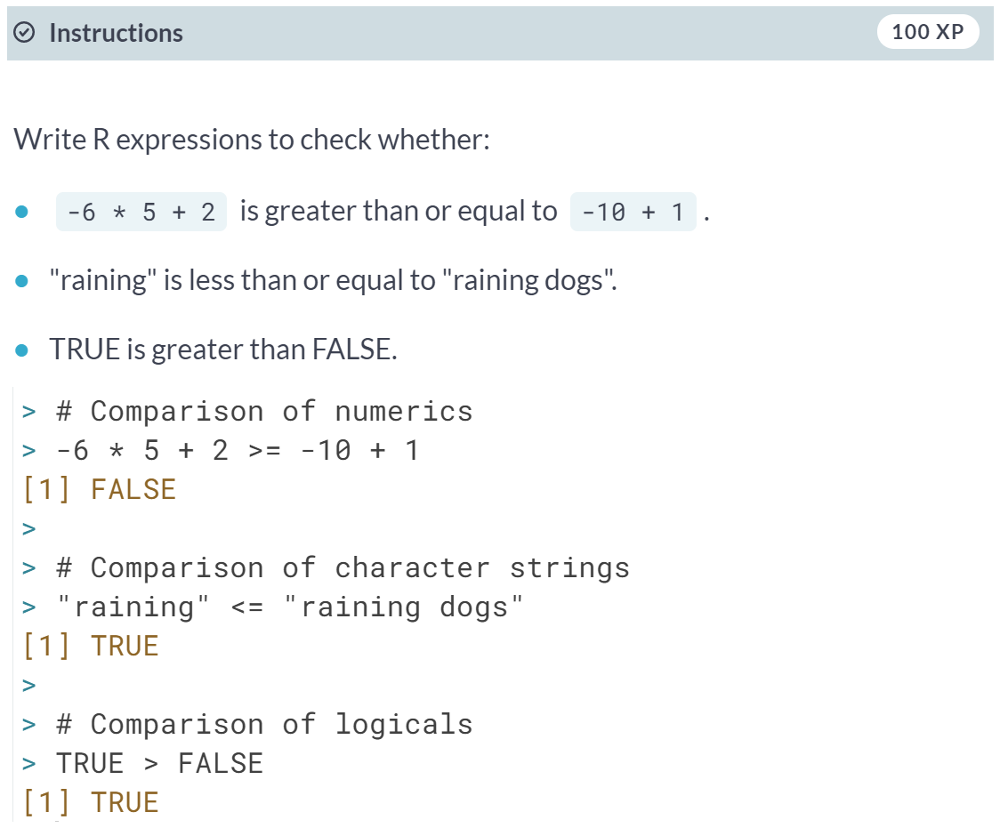 Instructions 100 XP
Write R expressions to check whether:
-6 * 5 + 2 is greater than or equal to -10 + 1 .
"raining" is less than or equal to "raining dogs".
TRUE is greater than FALSE.
> # Comparison of numerics
> -6 * 5 + 2 >= -10 + 1
[1] FALSE
>
> # Comparison of character strings
> "raining" <= "raining dogs"
[1] TRUE
>
> # Comparison of logicals
> TRUE > FALSE
[1] TRUE